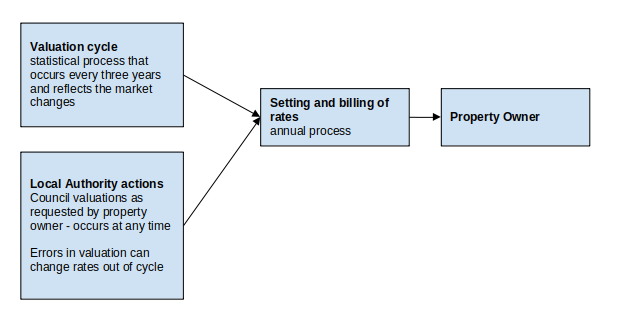 Valuation cycle
statistical process that
occurs every three years
and reflects the market
changes
Local Authority actions
Council valuations as
requested by property
owner - occurs at any time
Errors in valuation can
change rates out of cycle
Setting and billing of
rates
annual process
Property Owner